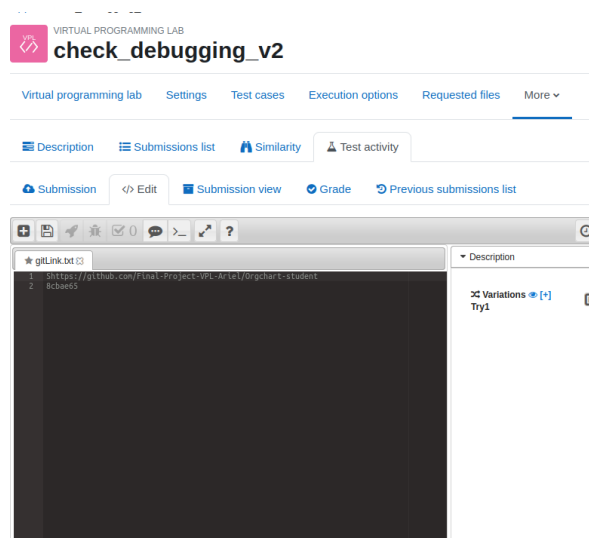 VIRTUAL PROGRAMMING LAB
VPL
check_debugging_v2
Virtual programming lab Settings Test cases Execution options Requested files More
Description Submissions list Similarity Test activity
Submission </> Edit Submission view Grade Previous submissions list
0 >_ ?
gitLink.txt
Description
1 Shttps://github.com/Final-Project-VPL-Ariel/Orgchart-student
2 8cbae65
Variations [+]
Try1